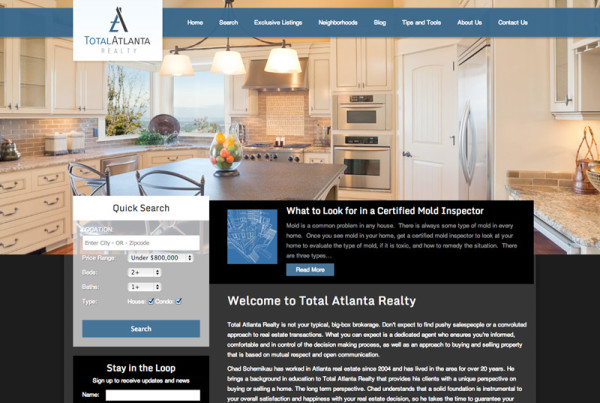 TOTALATLANTA
REALTY
Home Search Exclusive Listings Neighborhoods Blog Tips and Tools About Us Contact Us
Quick Search
LOCATION:
Enter City - OR - Zipcode
Price Range: Under $800,000
Beds: 2+
Baths: 1+
Type: House Condo
Search
Stay in the Loop
Sign up to receive updates and news
Name:
What to Look for in a Certified Mold Inspector
Mold is a common problem in any house. There is always some type of mold in every
home. Once you see mold in your home, get a certified mold inspector to look at your
home to evaluate the type of mold, if it is toxic, and how to remedy the situation. There
are three types...
Read More
Welcome to Total Atlanta Realty
Total Atlanta Realty is not your typical, big-box brokerage. Don't expect to find pushy salespeople or a convoluted
approach to real estate transactions. What you can expect is a dedicated agent who ensures you're informed,
comfortable and in control of the decision making process, as well as an approach to buying and selling property
that is based on mutual respect and open communication.
Chad Schernikau has worked in Atlanta real estate since 2004 and has lived in the area for over 20 years. He
brings a background in education to Total Atlanta Realty that provides his clients with a unique perspective on
buying or selling a home. The long term perspective. Chad understands that a solid foundation is instrumental to
your overall satisfaction and happiness with your real estate decision, so he takes the time to guarantee your